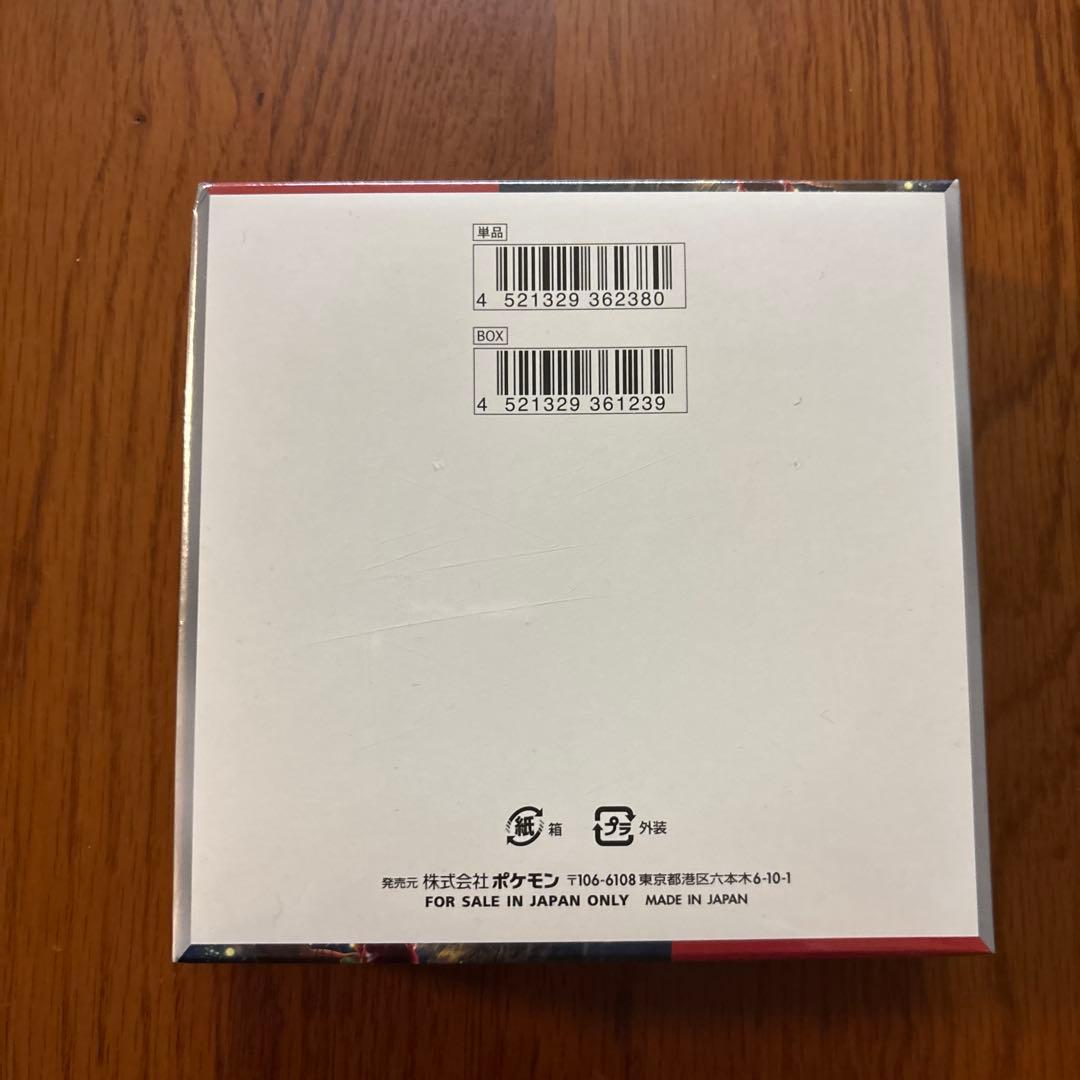 単品
4 521329 362380
BOX
4 521329 361239
紙 箱 プラ 外装
発売元 株式会社 ポケモン 〒106-6108 東京都港区六本木6-10-1
FOR SALE IN JAPAN ONLY MADE IN JAPAN